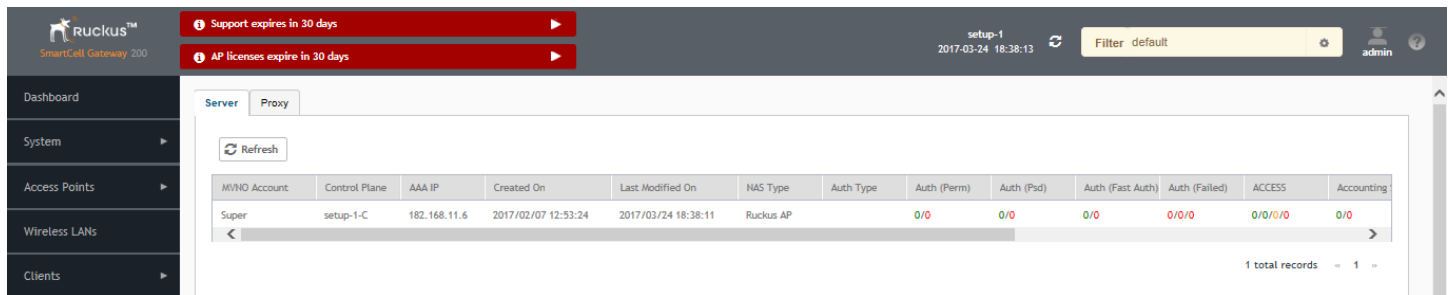 Ruckus™
SmartCell Gateway 200
Support expires in 30 days
AP licenses expire in 30 days
setup-1
2017-03-24 18:38:13
Filter default
admin
?
Dashboard
System
Access Points
Wireless LANs
Clients
Server Proxy
Refresh
MVNO Account Control Plane AAA IP Created On Last Modified On NAS Type Auth Type Auth (Perm) Auth (Psd) Auth (Fast Auth) Auth (Failed) ACCESS Accounting
Super setup-1-C 182.168.11.6 2017/02/07 12:53:24 2017/03/24 18:38:11 Ruckus AP 0/0 0/0 0/0 0/0/0 0/0/0/0 0/0
1 total records « 1 »